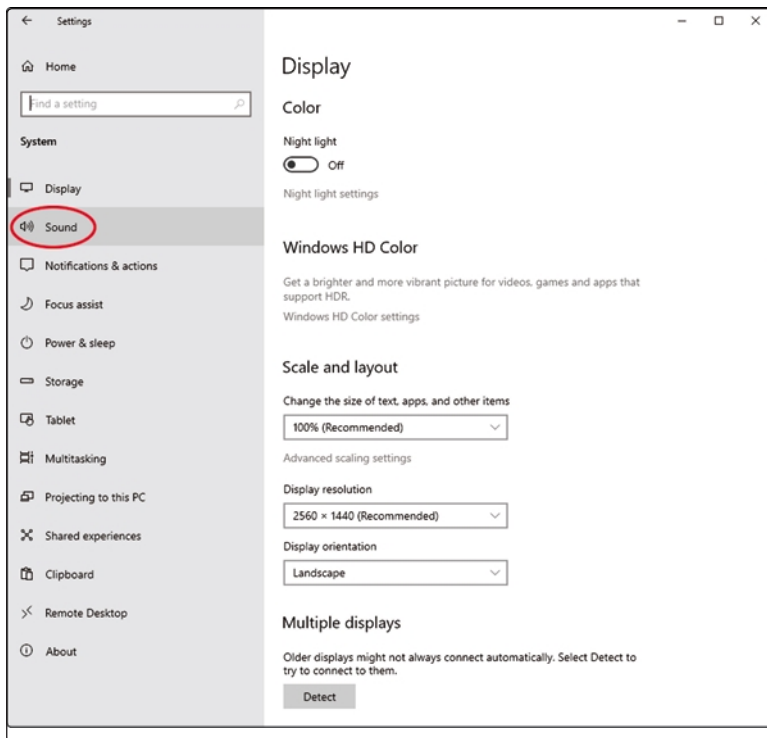 Settings
Home
Find a setting
System
Display
Sound
Notifications & actions
Focus assist
Power & sleep
Storage
Tablet
Multitasking
Projecting to this PC
Shared experiences
Clipboard
Remote Desktop
About
Display
Color
Night light
Off
Night light settings
Windows HD Color
Get a brighter and more vibrant picture for videos, games and apps that
support HDR.
Windows HD Color settings
Scale and layout
Change the size of text, apps, and other items
100% (Recommended)
Advanced scaling settings
Display resolution
2560 × 1440 (Recommended)
Display orientation
Landscape
Multiple displays
Older displays might not always connect automatically. Select Detect to
try to connect to them.
Detect